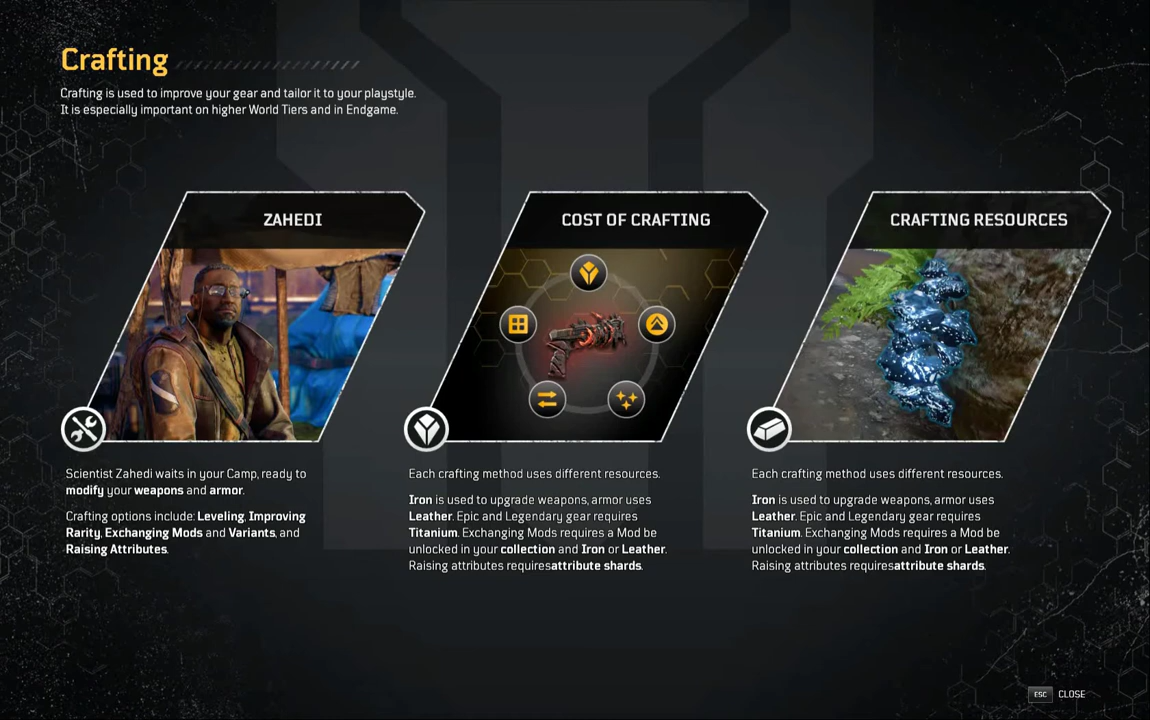 Crafting
Crafting is used to improve your gear and tailor it to your playstyle.
It is especially important on higher World Tiers and in Endgame.
ZAHEDI
Scientist Zahedi waits in your Camp, ready to
modify your weapons and armor.
Crafting options include: Leveling, Improving
Rarity, Exchanging Mods and Variants, and
Raising Attributes.
COST OF CRAFTING
Each crafting method uses different resources.
Iron is used to upgrade weapons, armor uses
Leather. Epic and Legendary gear requires
Titanium. Exchanging Mods requires a Mod be
unlocked in your collection and Iron or Leather.
Raising attributes requiresattribute shards.
CRAFTING RESOURCES
Each crafting method uses different resources.
Iron is used to upgrade weapons, armor uses
Leather. Epic and Legendary gear requires
Titanium. Exchanging Mods requires a Mod be
unlocked in your collection and Iron or Leather.
Raising attributes requiresattribute shards.
ESC CLOSE